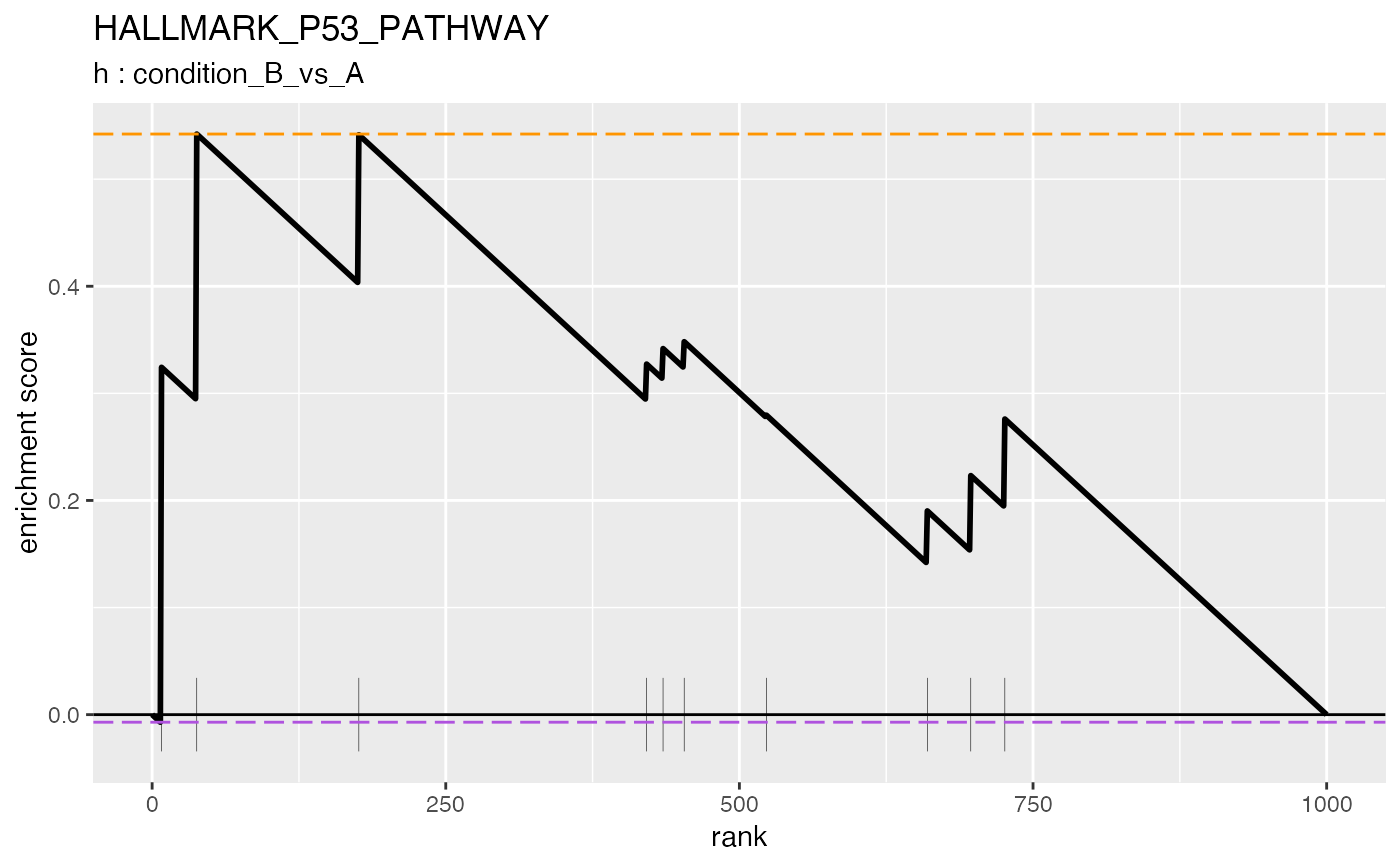 HALLMARK_P53_PATHWAY
h : condition_B_vs_A
enrichment score
0.4
0.2
0.0
0 250 500 750 1000
rank